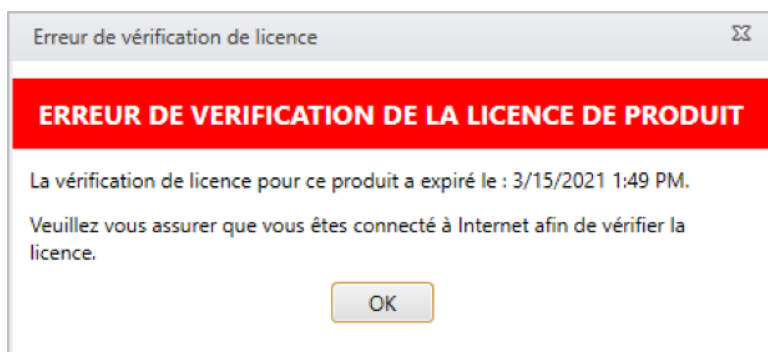 Erreur de vérification de licence
ERREUR DE VERIFICATION DE LA LICENCE DE PRODUIT
La vérification de licence pour ce produit a expiré le : 3/15/2021 1:49 PM.
Veuillez vous assurer que vous êtes connecté à Internet afin de vérifier la
licence.
OK